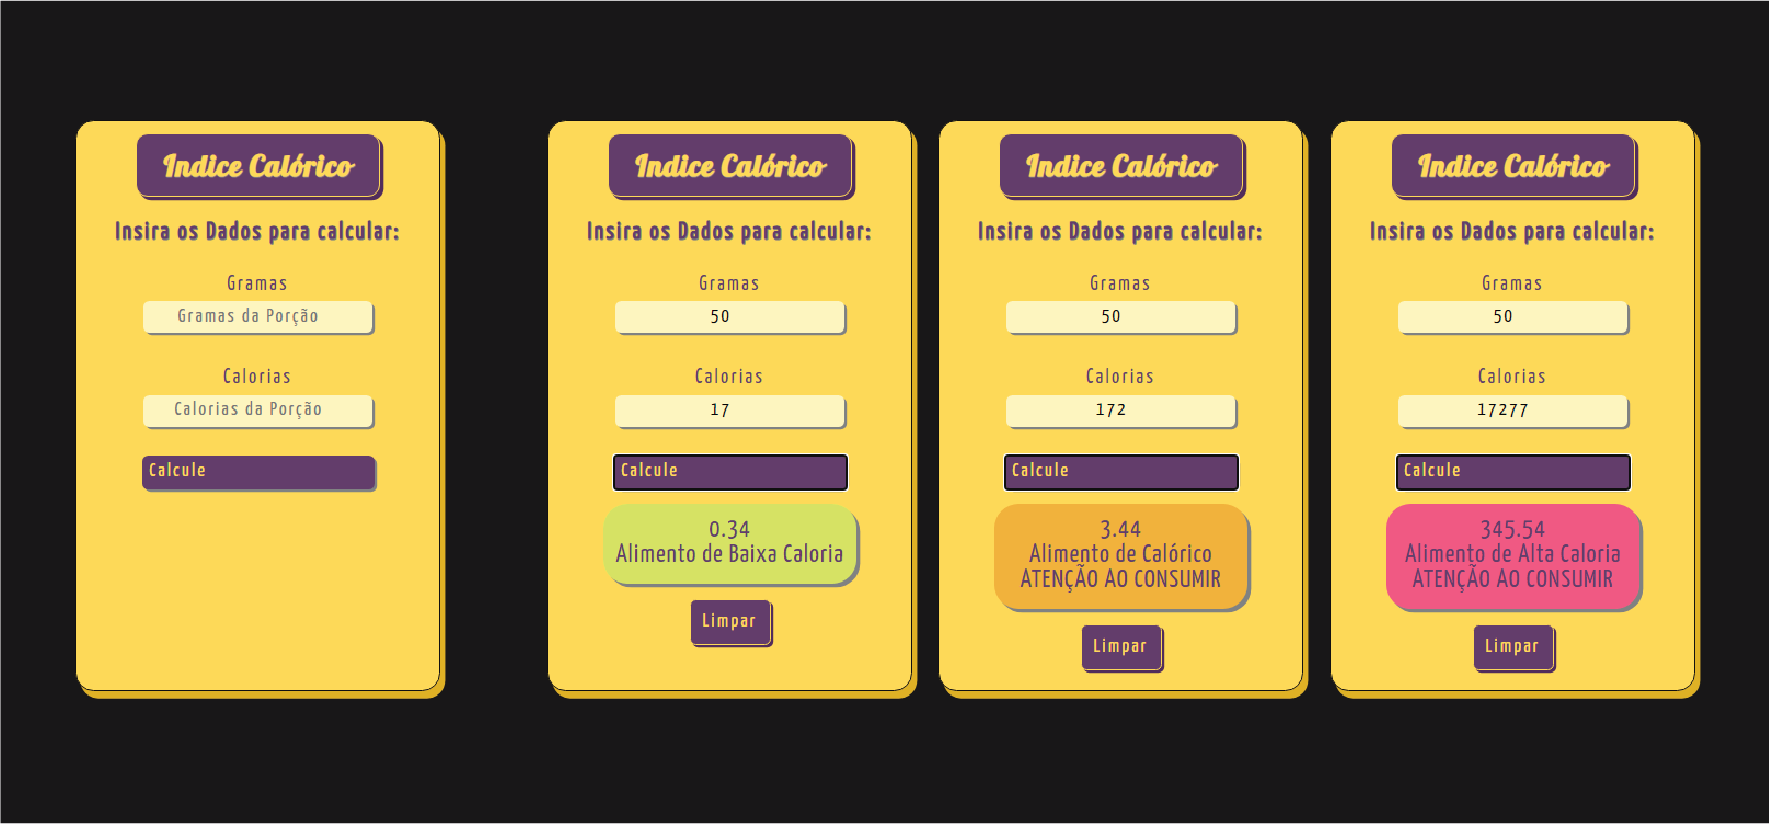 Indice Calórico
Insira os Dados para calcular:
Gramas
Gramas da Porção
Calorias
Calorias da Porção
Calcule
Indice Calórico
Insira os Dados para calcular:
Gramas
50
Calorias
17
Calcule
0.34
Alimento de Baixa Caloria
Limpar
Indice Calórico
Insira os Dados para calcular:
Gramas
50
Calorias
172
Calcule
3.44
Alimento de Calórico
ATENÇÃO AO CONSUMIR
Limpar
Indice Calórico
Insira os Dados para calcular:
Gramas
50
Calorias
17277
Calcule
345.54
Alimento de Alta Caloria
ATENÇÃO AO CONSUMIR
Limpar